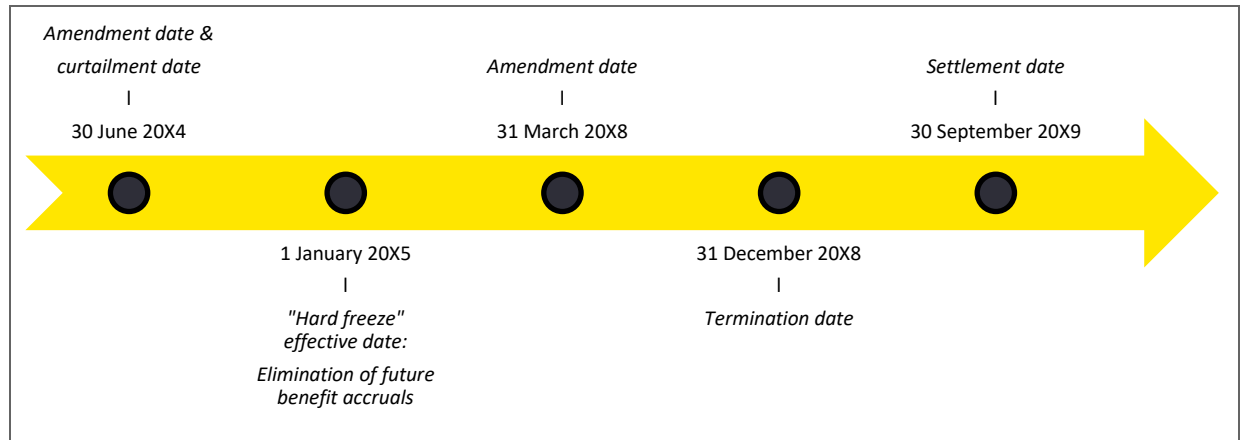 Amendment date &
curtailment date
30 June 20X4
Amendment date
31 March 20X8
Settlement date
30 September 20X9
1 January 20X5
"Hard freeze"
effective date:
Elimination of future
benefit accruals
31 December 20X8
Termination date